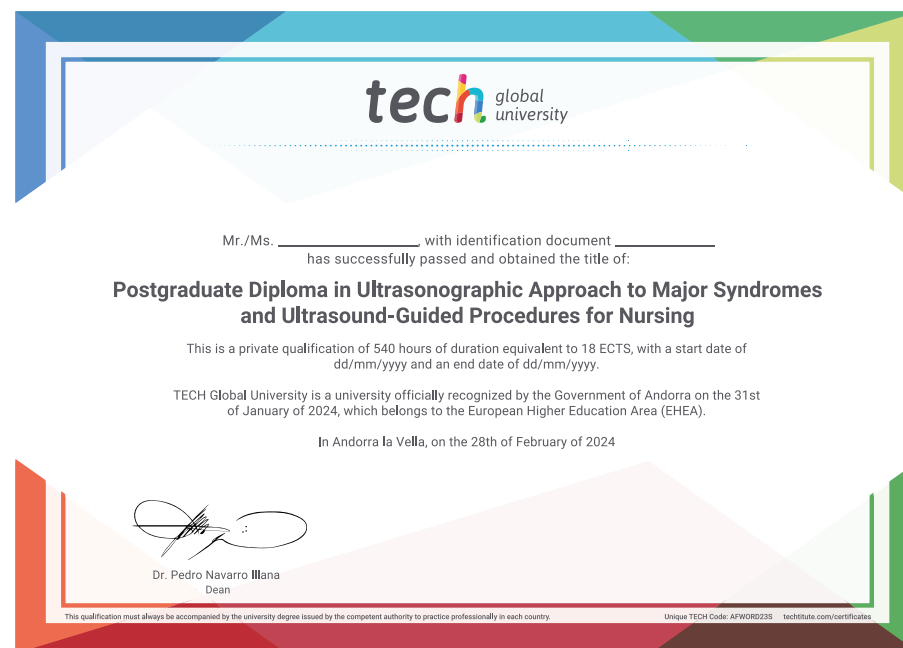 tech global
university
Mr./Ms. ____________________, with identification document ______________
has successfully passed and obtained the title of:
Postgraduate Diploma in Ultrasonographic Approach to Major Syndromes
and Ultrasound-Guided Procedures for Nursing
This is a private qualification of 540 hours of duration equivalent to 18 ECTS, with a start date of
dd/mm/yyyy and an end date of dd/mm/yyyy.
TECH Global University is a university officially recognized by the Government of Andorra on the 31st
of January of 2024, which belongs to the European Higher Education Area (EHEA).
In Andorra la Vella, on the 28th of February of 2024
Dr. Pedro Navarro Illana
Dean
This qualification must always be accompanied by the university degree issued by the competent authority to practice professionally in each country.
Unique TECH Code: AFWORD23S techtitute.com/certificates